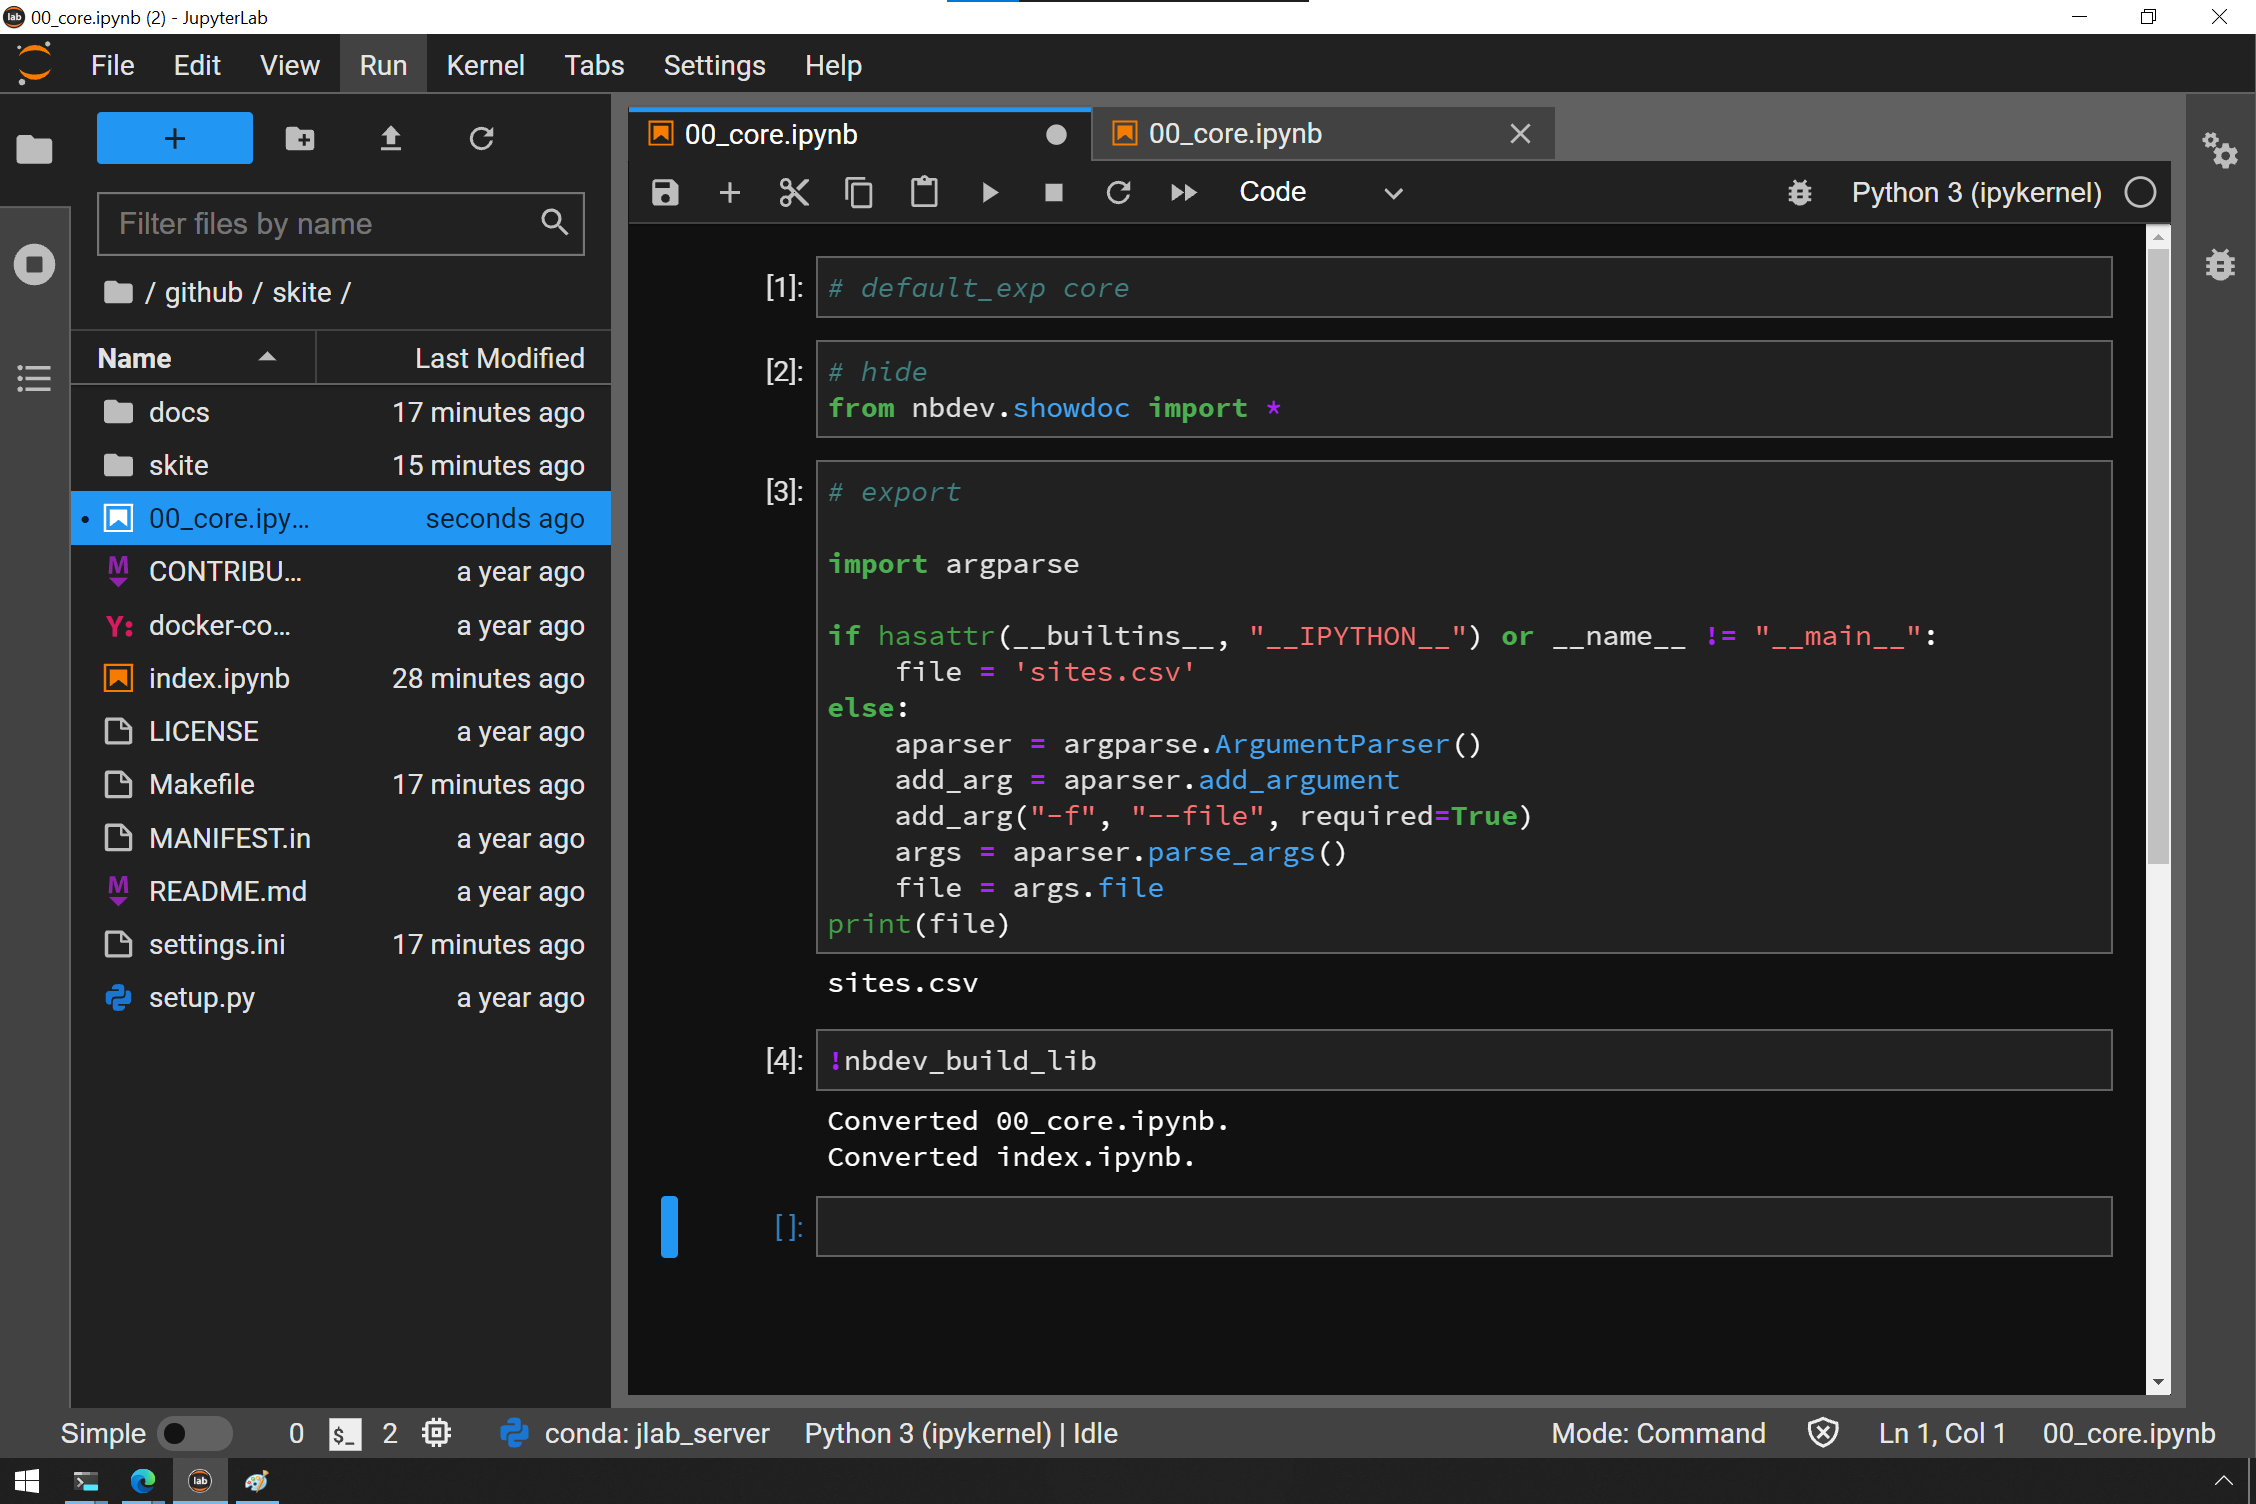 00_core.ipynb (2) - JupyterLab
File Edit View Run Kernel Tabs Settings Help
00_core.ipynb
00_core.ipynb
Code
Python 3 (ipykernel)
Filter files by name
/ github / skite /
Name Last Modified
docs 17 minutes ago
skite 15 minutes ago
00_core.ipy... seconds ago
CONTRIBU... a year ago
docker-co... a year ago
index.ipynb 28 minutes ago
LICENSE a year ago
Makefile 17 minutes ago
MANIFEST.in a year ago
README.md a year ago
settings.ini 17 minutes ago
setup.py a year ago
[1]: # default_exp core
[2]: # hide
from nbdev.showdoc import *
[3]: # export
import argparse
if hasattr(__builtins__, "__IPYTHON__") or __name__ != "__main__":
    file = 'sites.csv'
else:
    aparser = argparse.ArgumentParser()
    add_arg = aparser.add_argument
    add_arg("-f", "--file", required=True)
    args = aparser.parse_args()
    file = args.file
print(file)
sites.csv
[4]: !nbdev_build_lib
Converted 00_core.ipynb.
Converted index.ipynb.
[ ]:
Simple 0 $_ 2 conda: jlab_server Python 3 (ipykernel) | Idle Mode: Command Ln 1, Col 1 00_core.ipynb
lab